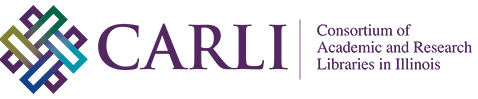 CARLI
Consortium of
Academic and Research
Libraries in Illinois